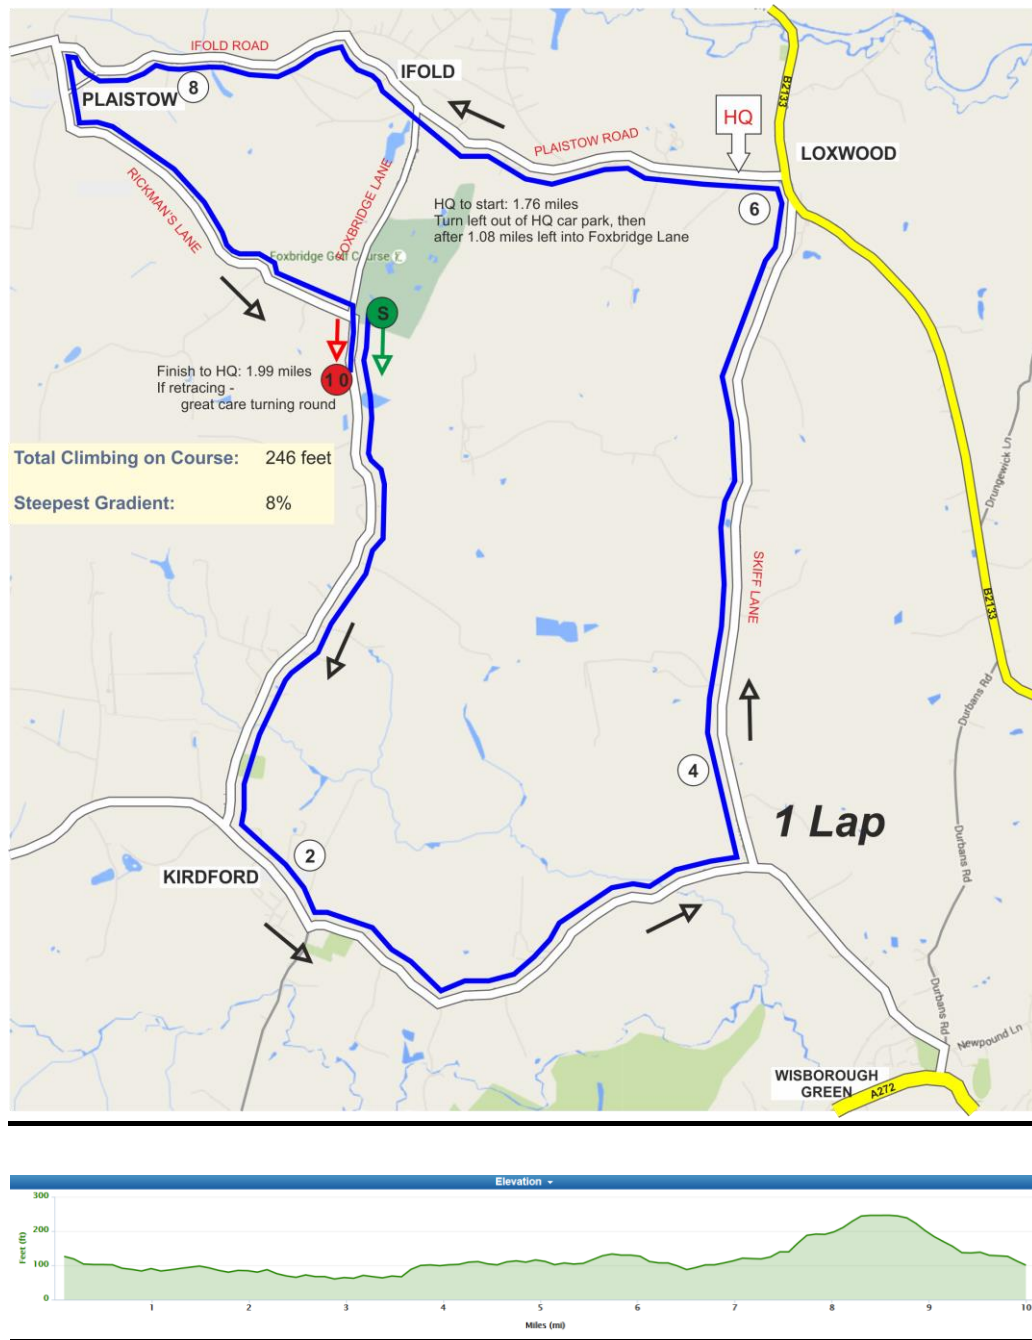 IFOLD ROAD
IFOLD
PLAISTOW
8
B2133
HQ
PLAISTOW ROAD
LOXWOOD
RICKMAN'S LANE
FOXBRIDGE LANE
6
HQ to start: 1.76 miles
Turn left out of HQ car park, then
after 1.08 miles left into Foxbridge Lane
Foxbridge Golf Course
S
Finish to HQ: 1.99 miles
If retracing -
great care turning round
10
Total Climbing on Course: 246 feet
Steepest Gradient: 8%
Drungewick Ln
SKIFF LANE
B2133
Durbans Rd
4
1 Lap
Durbans Rd
2
KIRDFORD
Durbans Rd
Newpound Ln
WISBOROUGH
GREEN
A272
Elevation
300
200
100
0
Feet (ft)
1 2 3 4 5 6 7 8 9 10
Miles (mi)